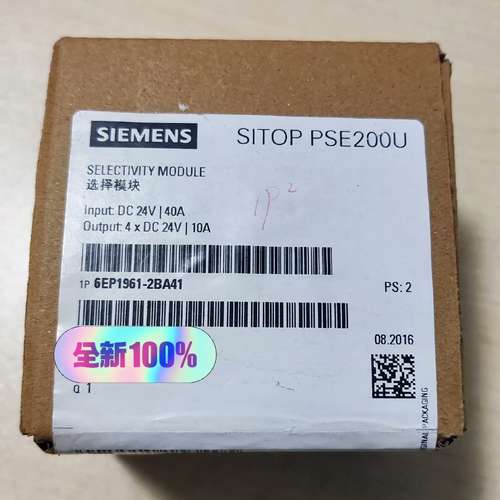 SIEMENS
SITOP PSE200U
SELECTIVITY MODULE
选择模块
Input: DC 24V | 40A
Output: 4 x DC 24V | 10A
1P 6EP1961-2BA41
PS: 2
08.2016
全新100%
Q 1
PACKAGING